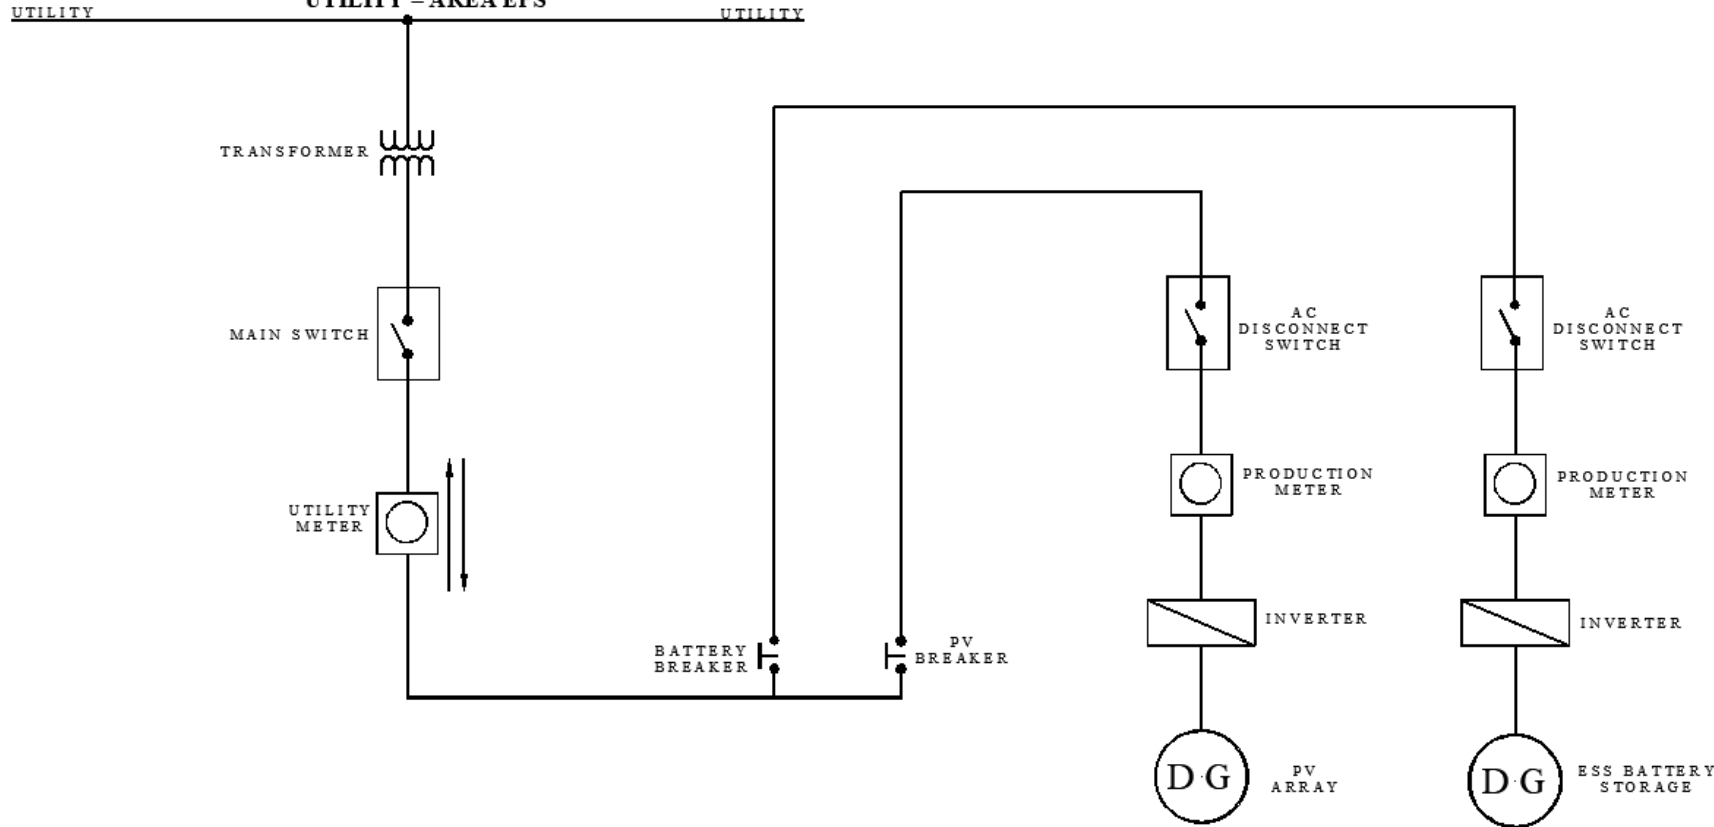 UTILITY – AREA EPS
UTILITY
UTILITY
TRANSFORMER
MAIN SWITCH
UTILITY
METER
BATTERY
BREAKER
PV
BREAKER
AC
DISCONNECT
SWITCH
PRODUCTION
METER
INVERTER
D G
PV
ARRAY
AC
DISCONNECT
SWITCH
PRODUCTION
METER
INVERTER
D G
ESS BATTERY
STORAGE